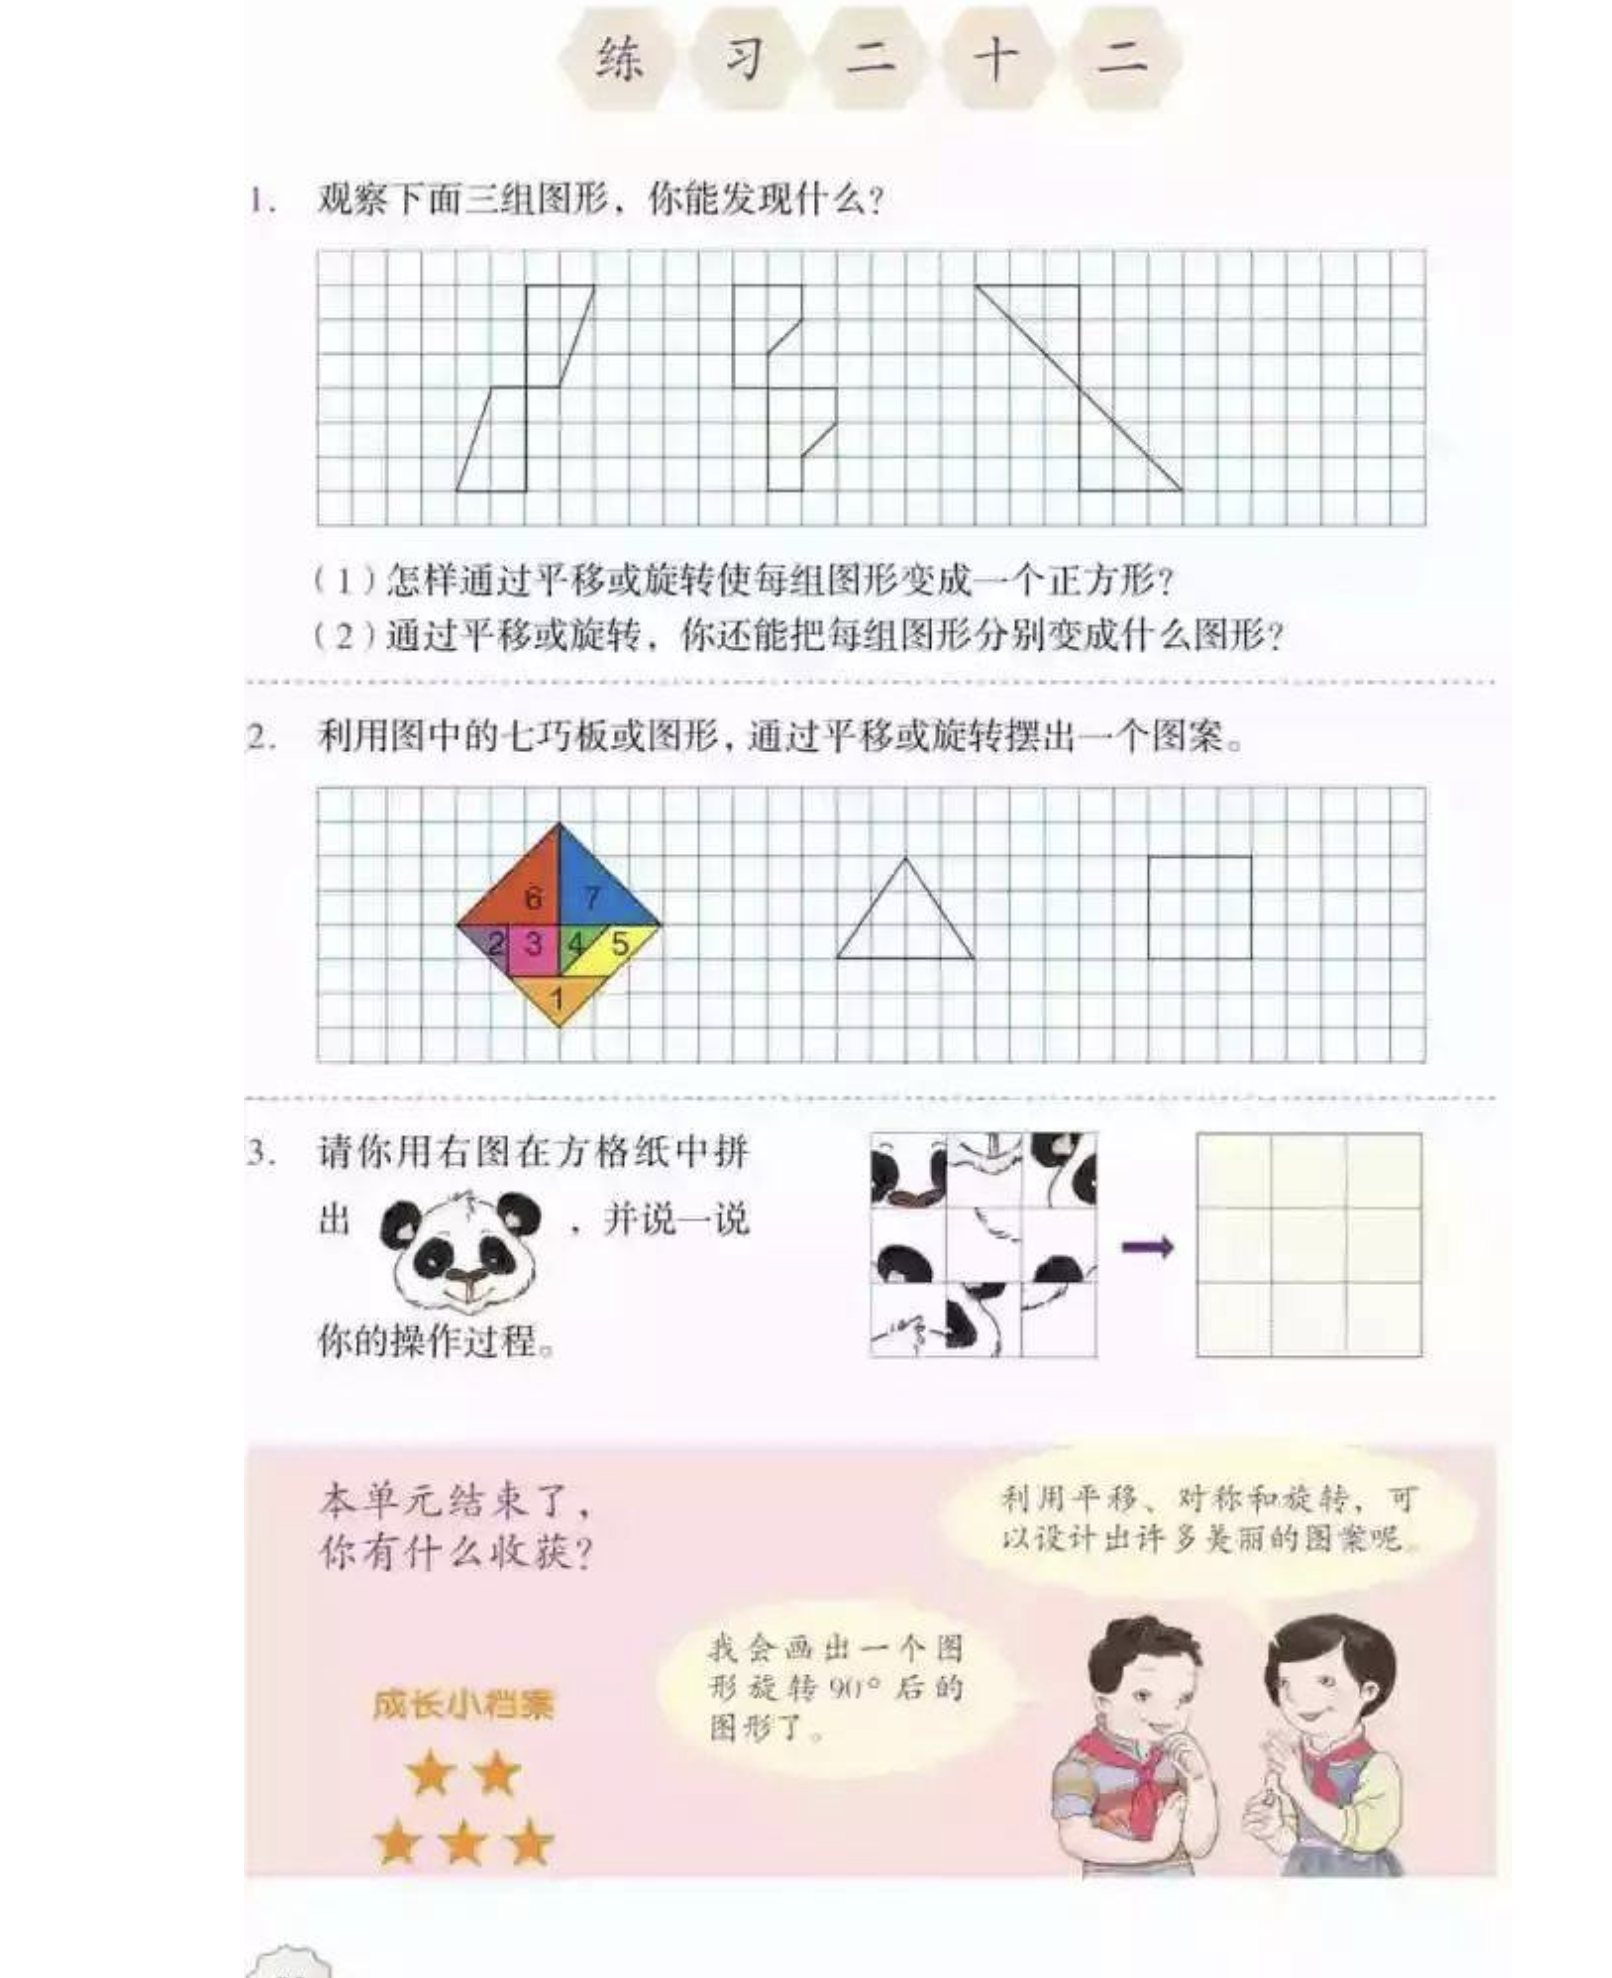 练习二十二
1. 观察下面三组图形，你能发现什么？
（1）怎样通过平移或旋转使每组图形变成一个正方形？
（2）通过平移或旋转，你还能把每组图形分别变成什么图形？
2. 利用图中的七巧板或图形，通过平移或旋转摆出一个图案。
6 7
2 3 4 5
1
3. 请你用右图在方格纸中拼
出 ，并说一说
你的操作过程。
本单元结束了，
你有什么收获？
利用平移、对称和旋转，可
以设计出许多美丽的图案呢。
我会画出一个图
形旋转90°后的
图形了。
成长小档案